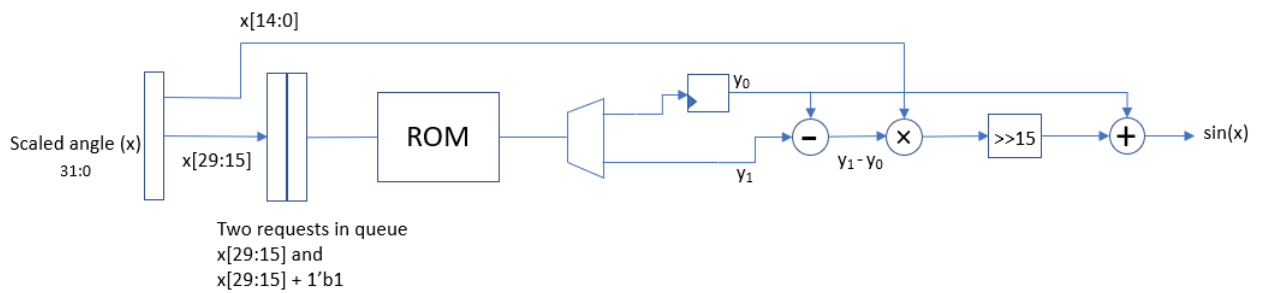 x[14:0]
y0
ROM
Scaled angle (x)
31:0
x[29:15]
−
×
>>15
+
sin(x)
y1
y1-y0
Two requests in queue
x[29:15] and
x[29:15] + 1'b1